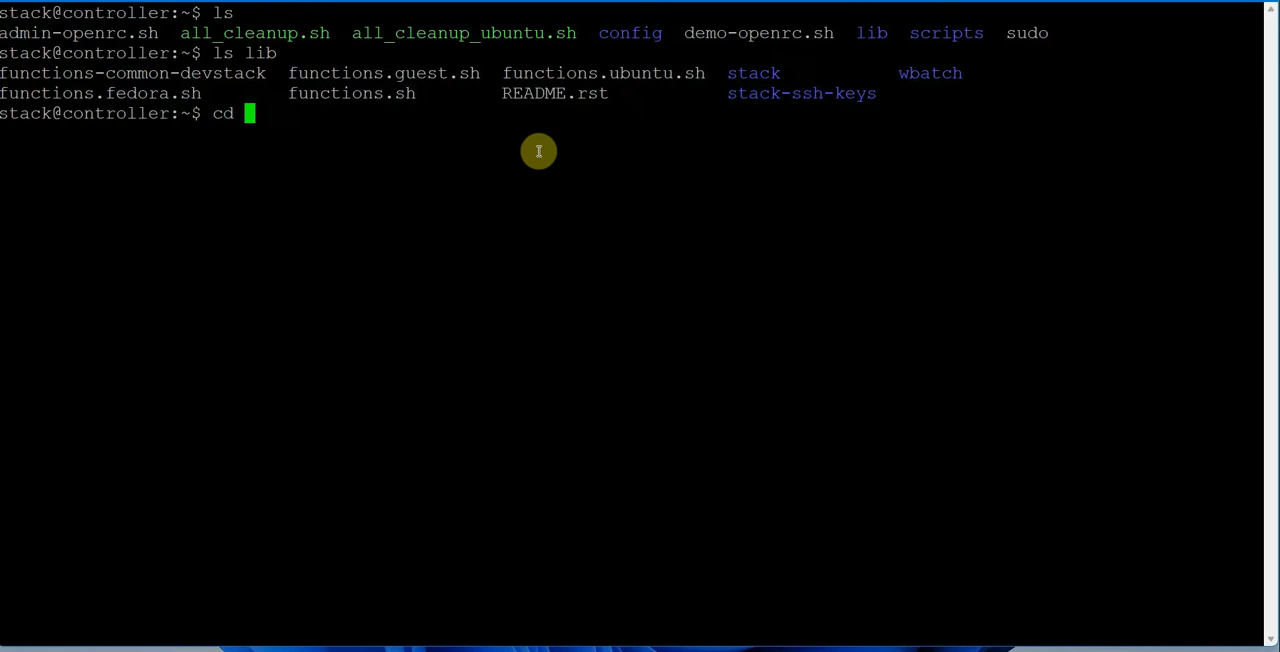 stack@controller:~$ ls
admin-openrc.sh  all_cleanup.sh  all_cleanup_ubuntu.sh  config  demo-openrc.sh  lib  scripts  sudo
stack@controller:~$ ls lib
functions-common-devstack  functions.guest.sh  functions.ubuntu.sh  stack  wbatch
functions.fedora.sh  functions.sh  README.rst  stack-ssh-keys
stack@controller:~$ cd